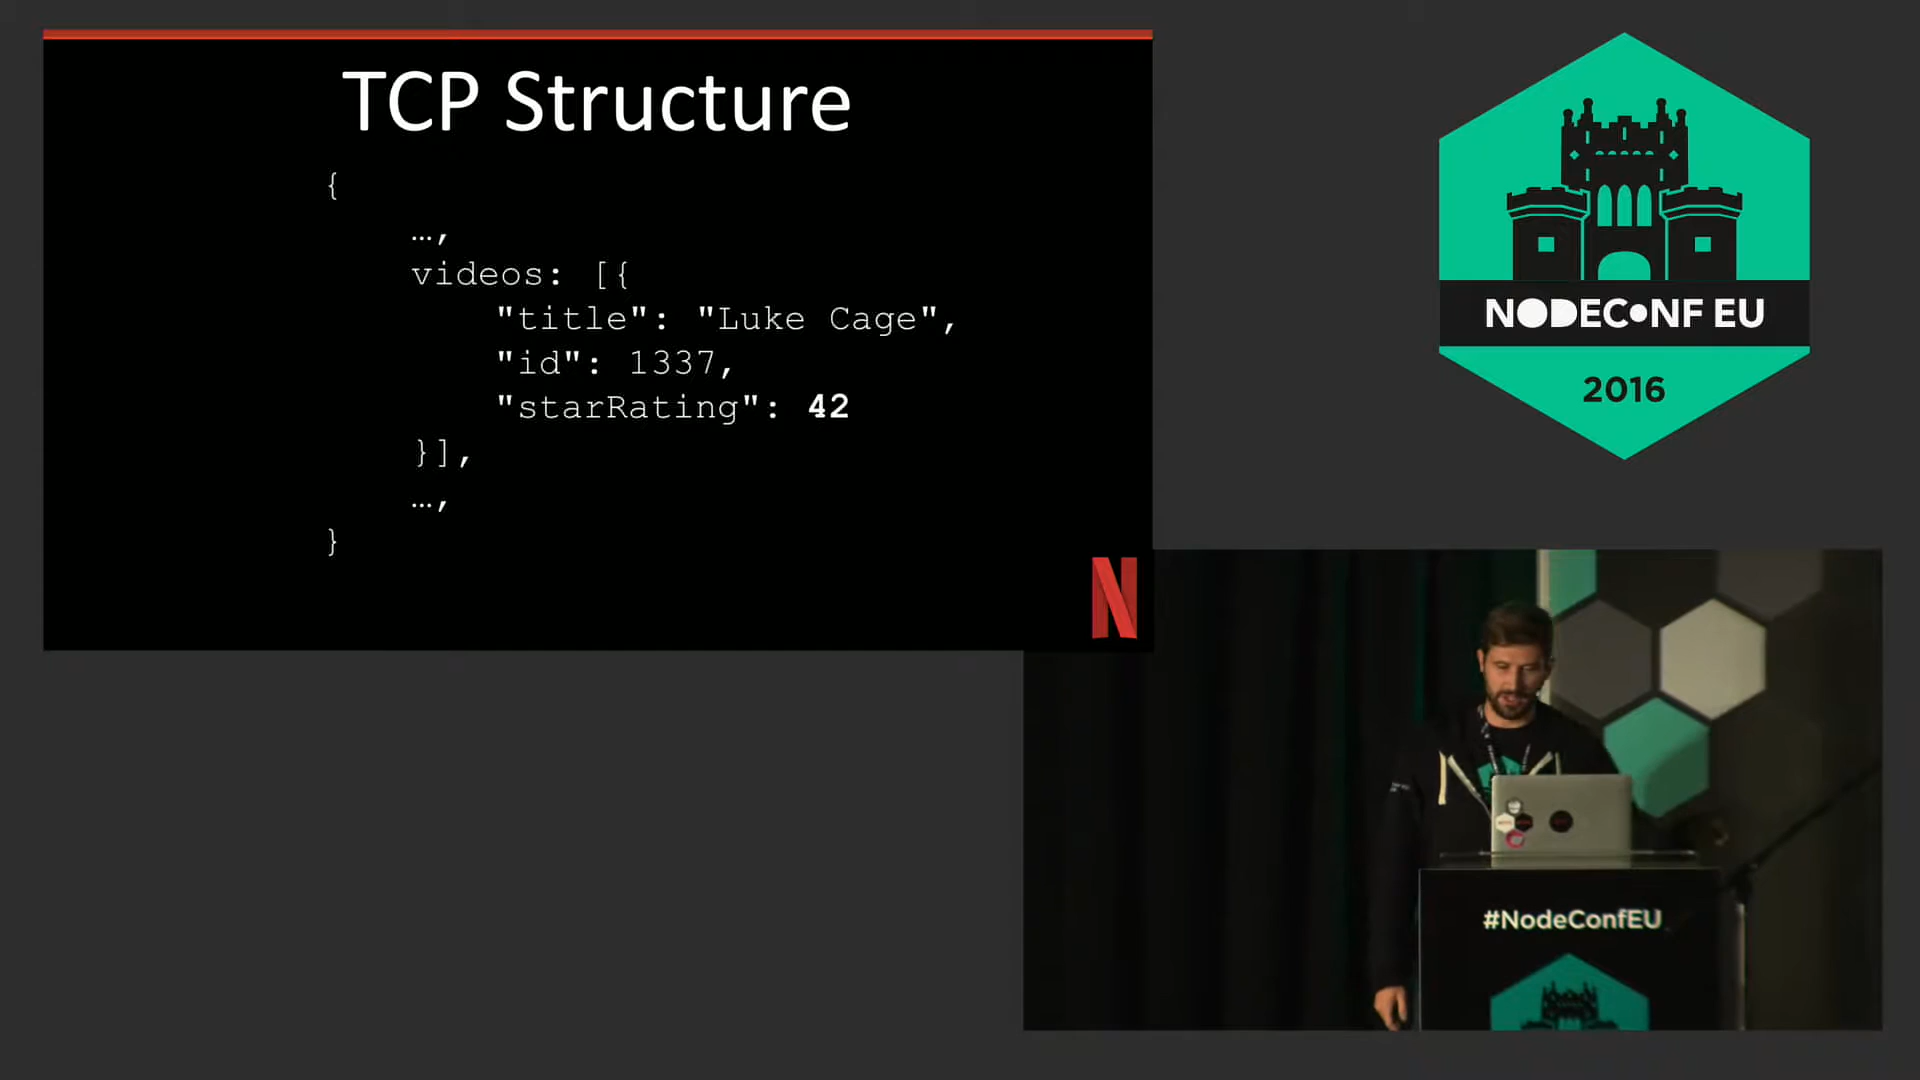 TCP Structure
{
…,
videos: [{
"title": "Luke Cage",
"id": 1337,
"starRating": 42
}],
…,
}
N
NODECONF EU
2016
#NodeConfEU